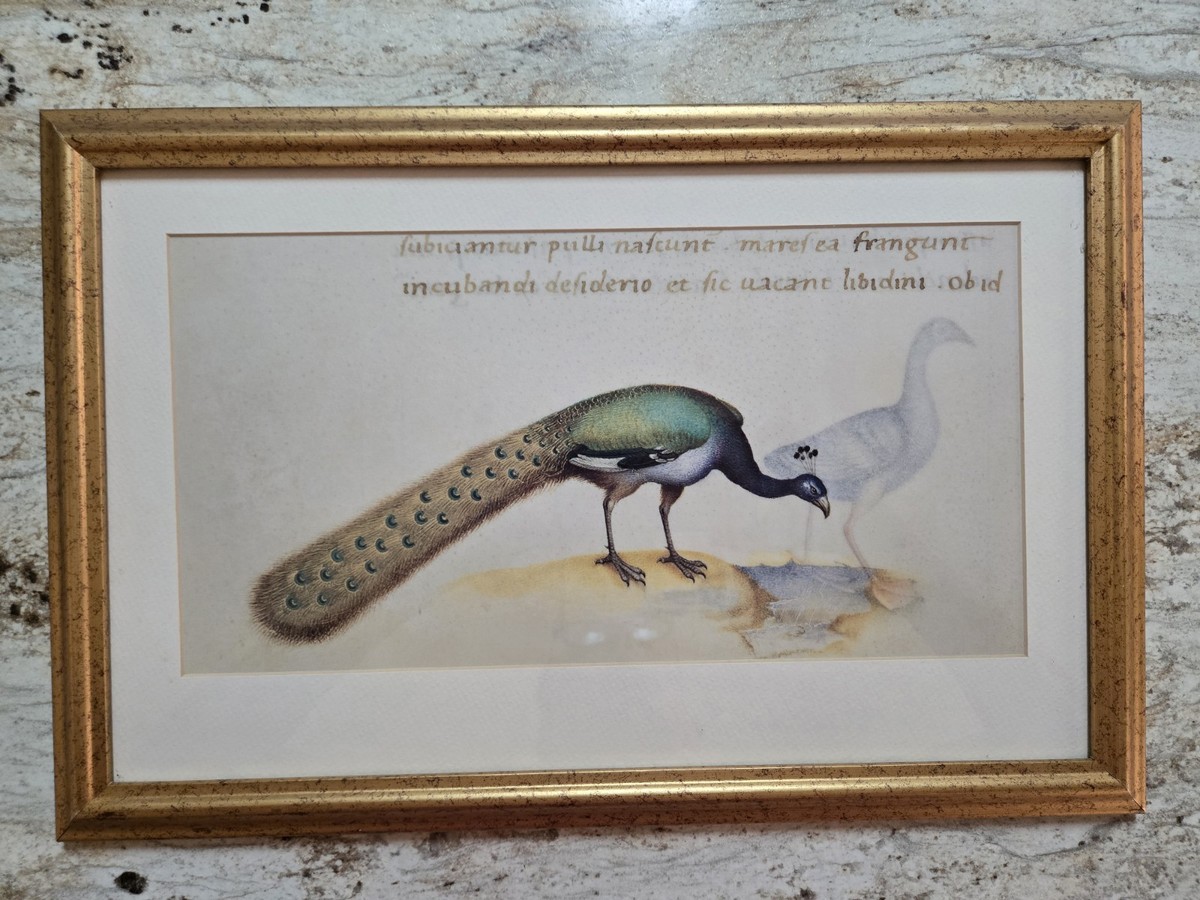 ſubiciantur pulli naſcunt . mareſ ea frangunt
incubandi deſiderio et ſic uacant libidini . Ob id